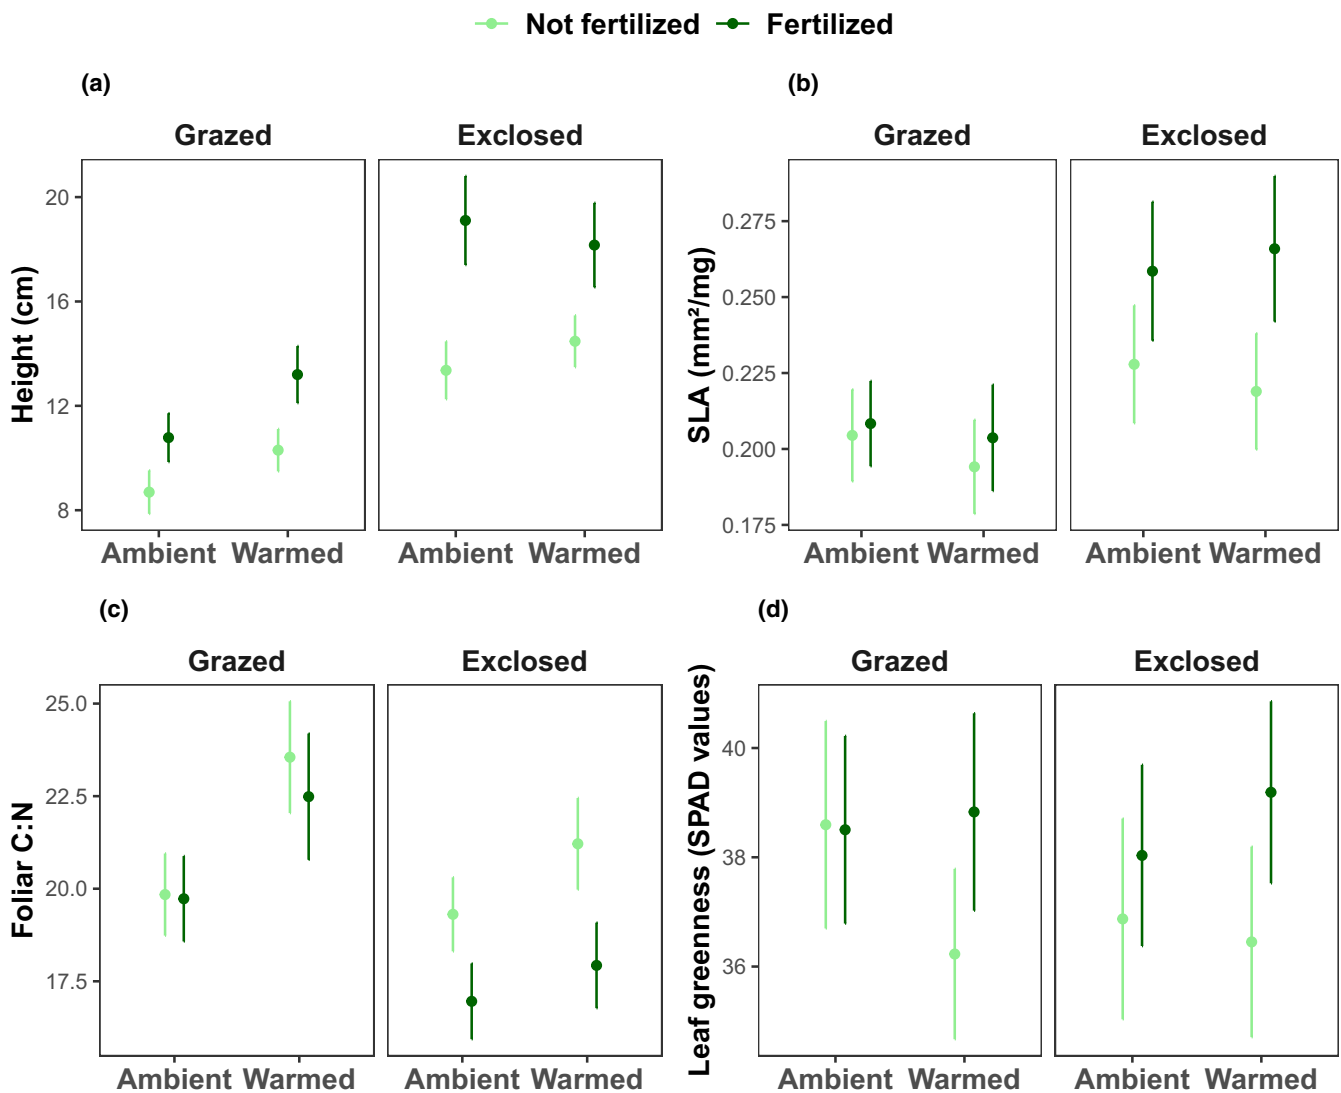 Not fertilized Fertilized
(a)
Grazed Exclosed
Height (cm)
20
16
12
8
Ambient Warmed Ambient Warmed
(b)
Grazed Exclosed
SLA (mm²/mg)
0.275
0.250
0.225
0.200
0.175
Ambient Warmed Ambient Warmed
(c)
Grazed Exclosed
Foliar C:N
25.0
22.5
20.0
17.5
Ambient Warmed Ambient Warmed
(d)
Grazed Exclosed
Leaf greenness (SPAD values)
40
38
36
Ambient Warmed Ambient Warmed